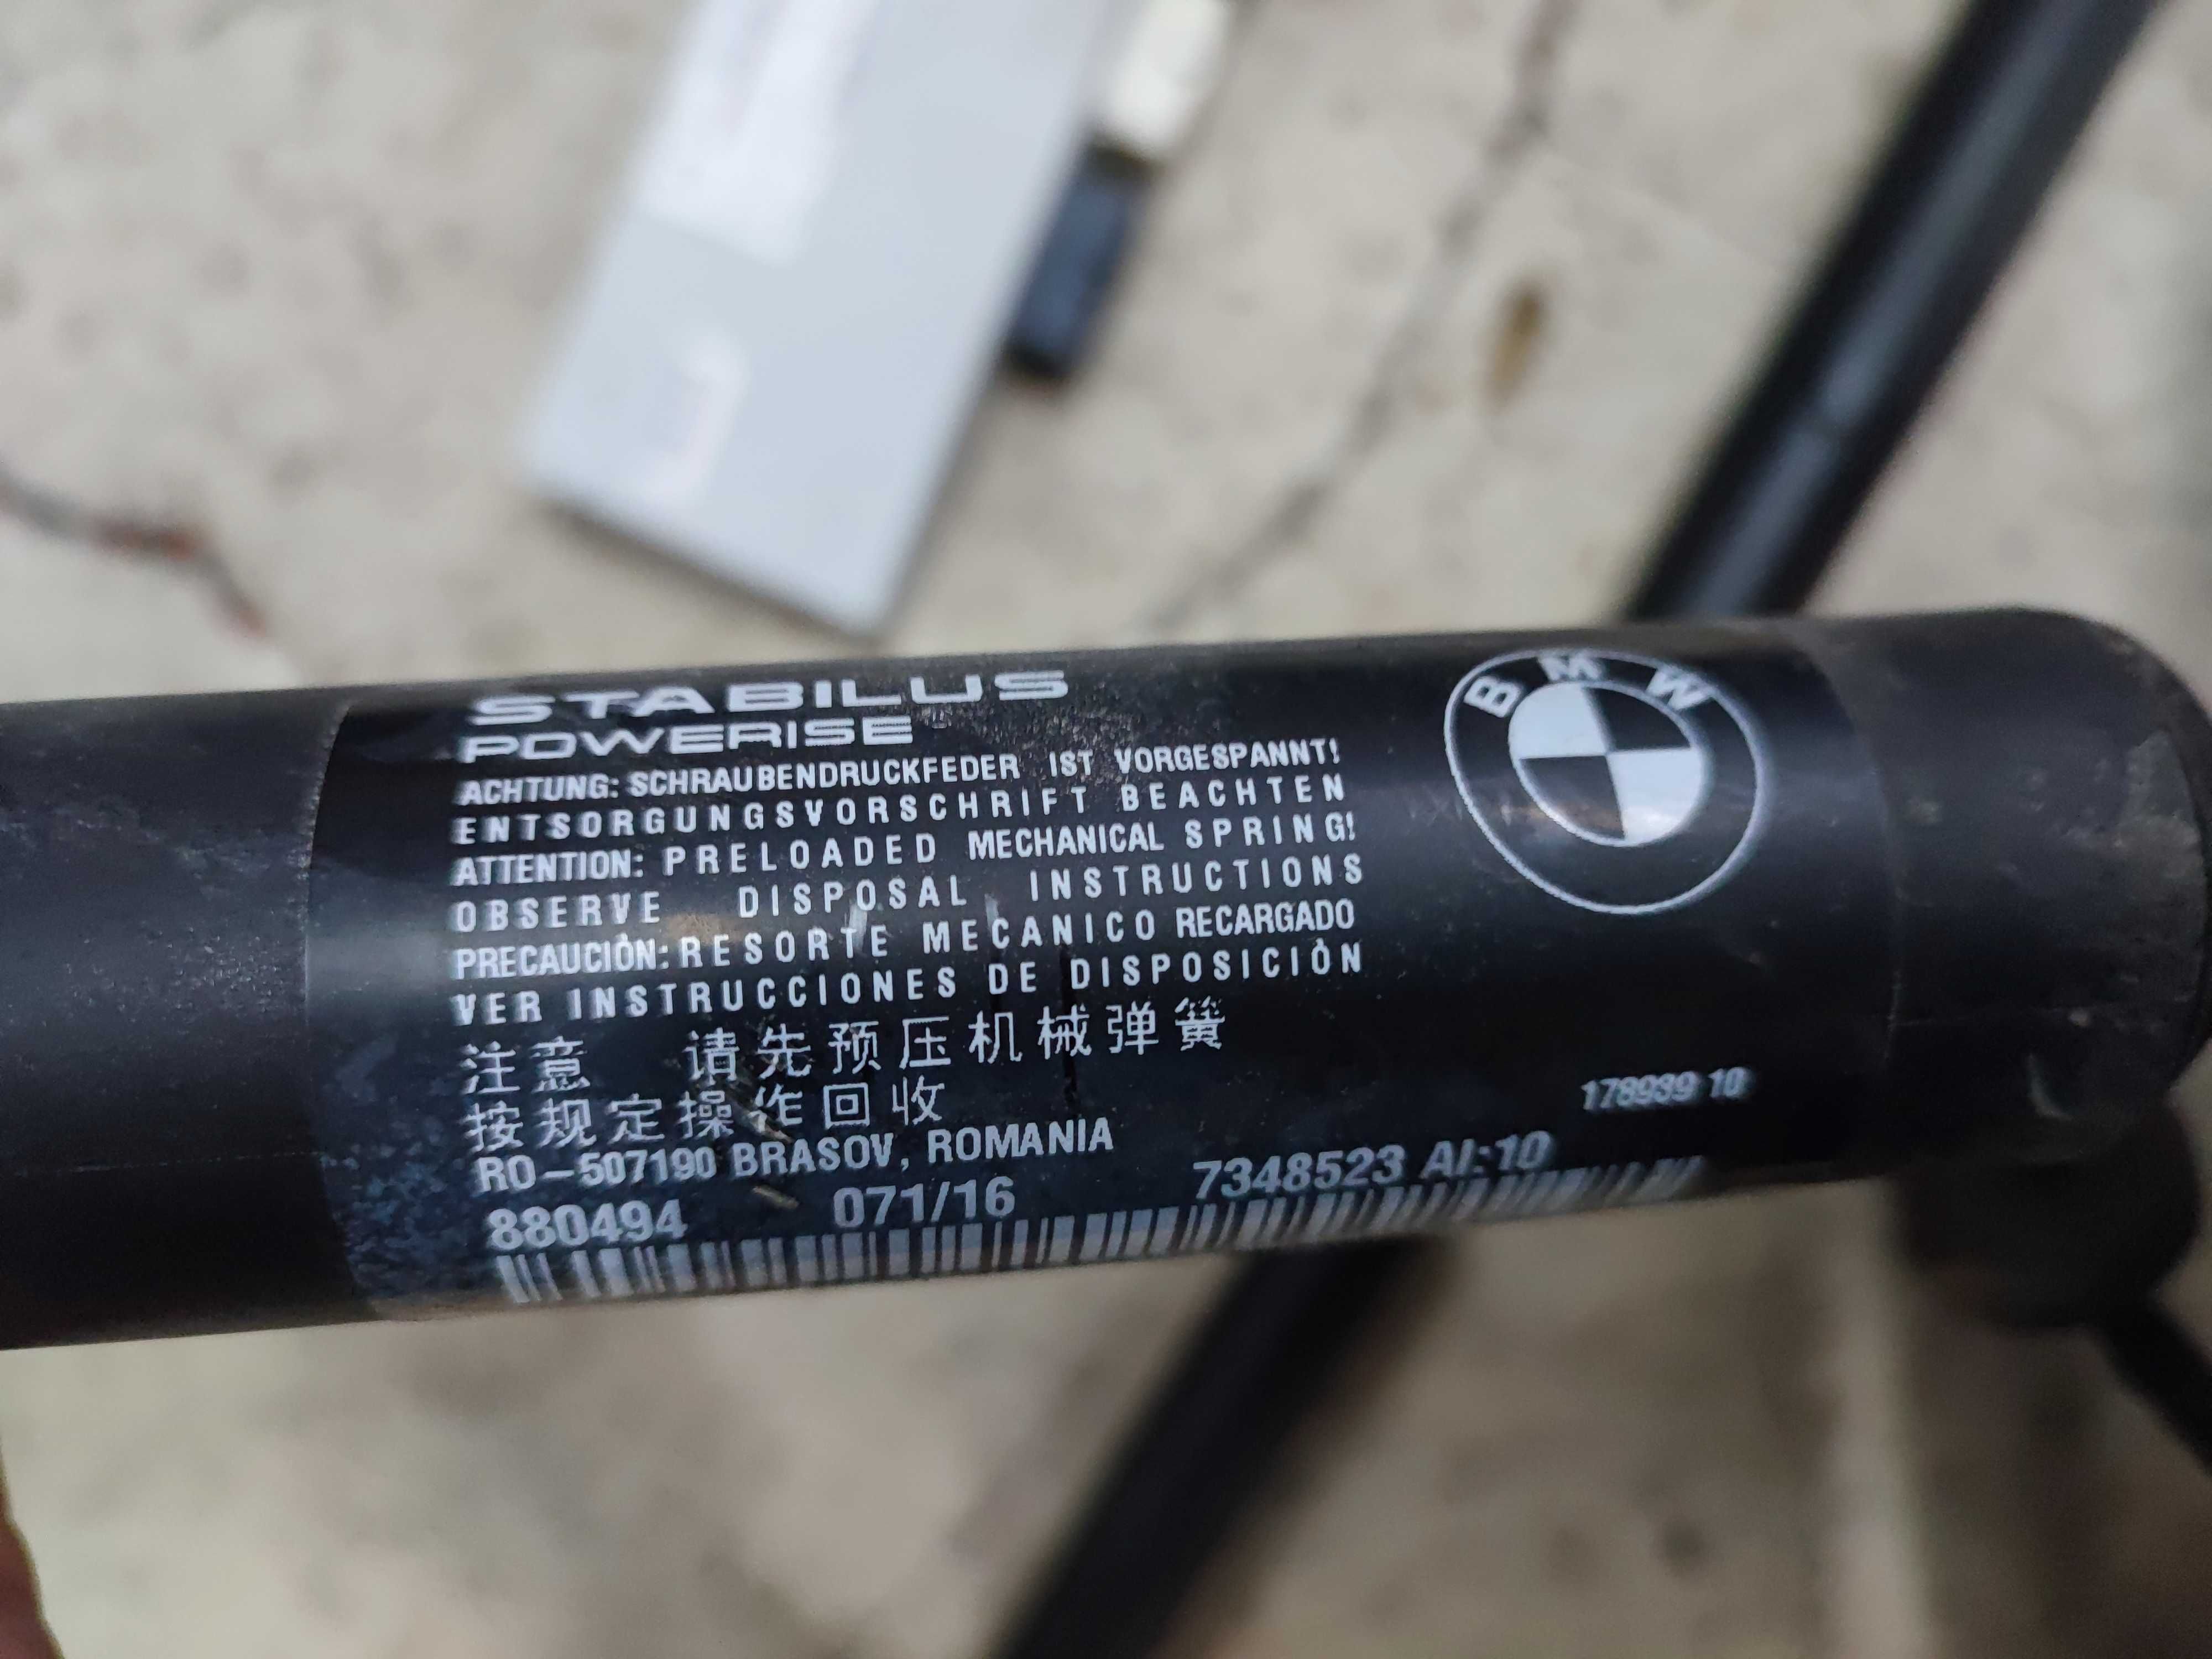 STABILUS
POWERISE
ACHTUNG: SCHRAUBENDRUCKFEDER IST VORGESPANNT!
ENTSORGUNGSVORSCHRIFT BEACHTEN
ATTENTION: PRELOADED MECHANICAL SPRING!
OBSERVE DISPOSAL INSTRUCTIONS
PRECAUCIÒN: RESORTE MECANICO RECARGADO
VER INSTRUCCIONES DE DISPOSICIÒN
注意 请先预压机械弹簧
按规定操作回收
RO-507190 BRASOV, ROMANIA
880494 071/16 7348523 AI:10
178939 10
BMW